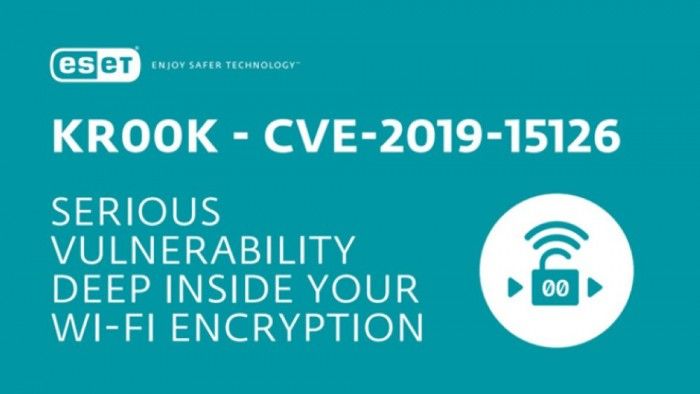 eset ENJOY SAFER TECHNOLOGY™
KR00K - CVE-2019-15126
SERIOUS
VULNERABILITY
DEEP INSIDE YOUR
WI-FI ENCRYPTION
00